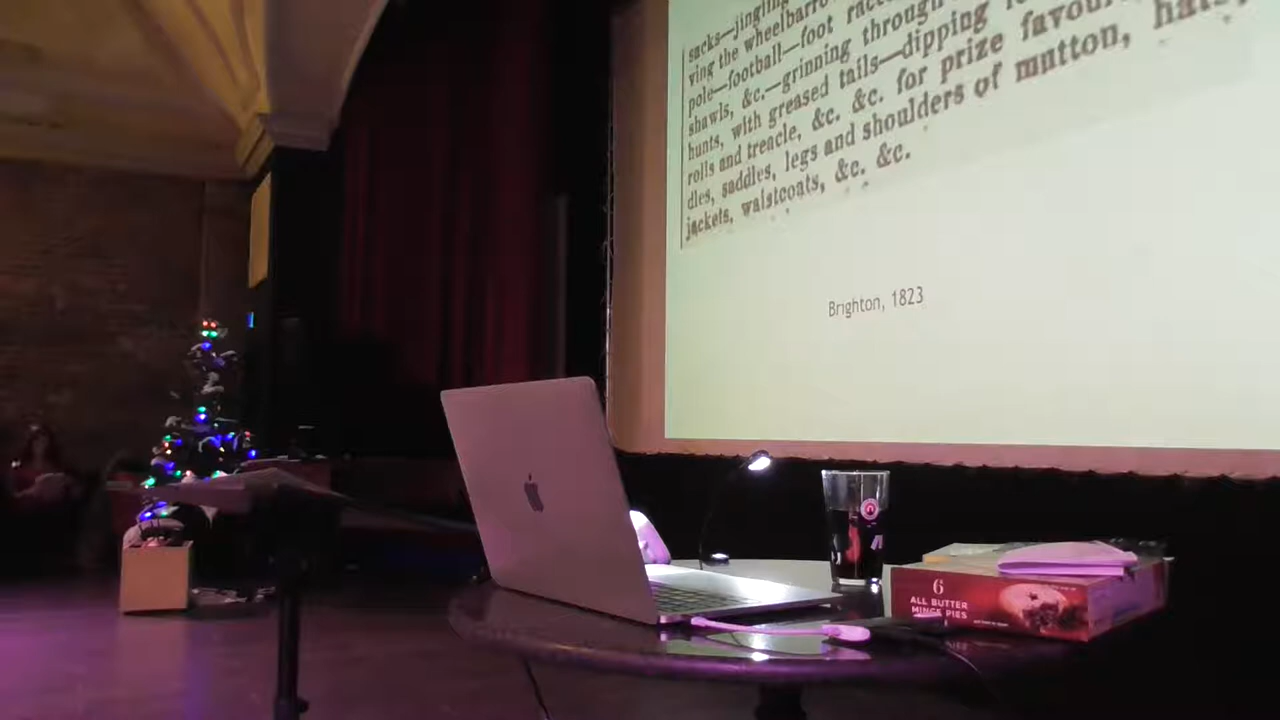 sacks—jingling
ving the wheelbarro
pole—football—foot race
shawls, &c.—grinning through
hunts, with greased tails—dipping
rolls and treacle, &c. &c. for prize favour
dles, saddles, legs and shoulders of mutton, hats,
jackets, waistcoats, &c. &c.
Brighton, 1823
6
ALL BUTTER
MINCE PIES